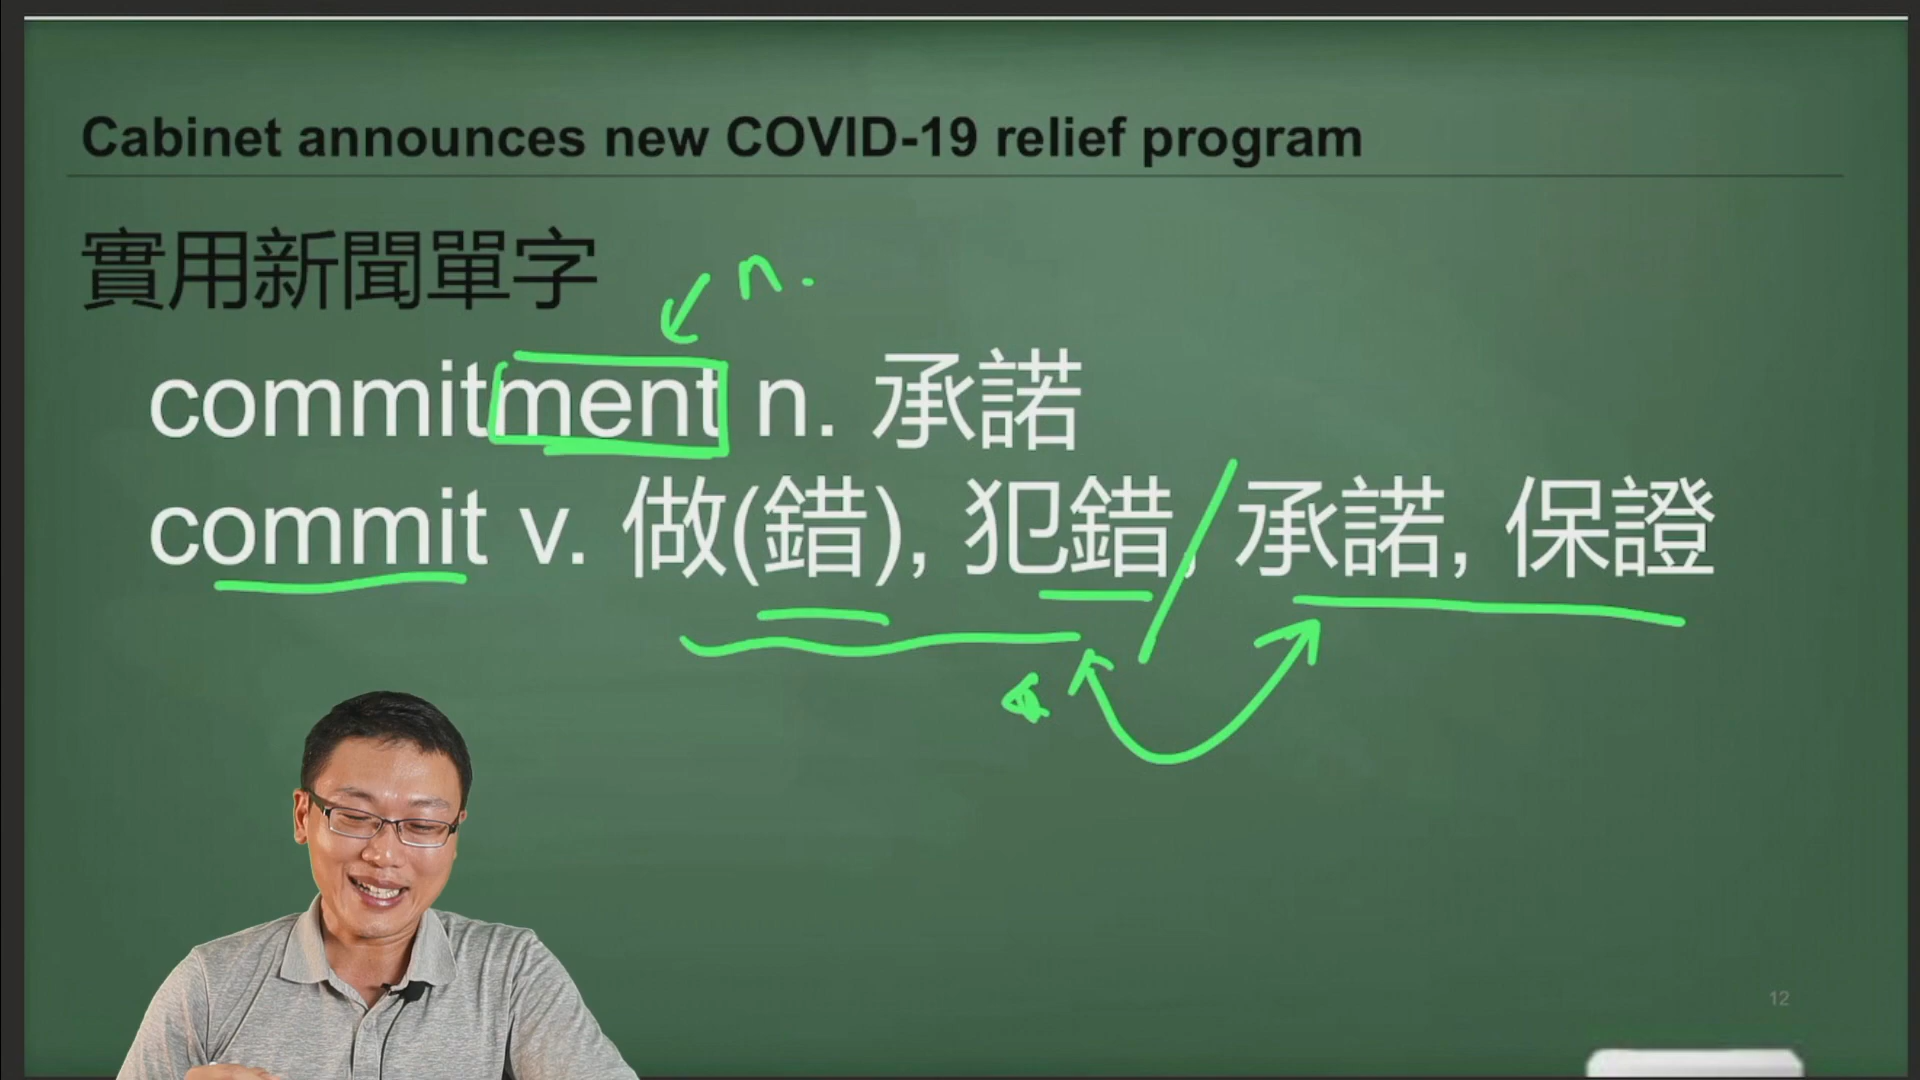 Cabinet announces new COVID-19 relief program
實用新聞單字
n.
commitment n. 承諾
commit v. 做(錯), 犯錯, 承諾, 保證
12